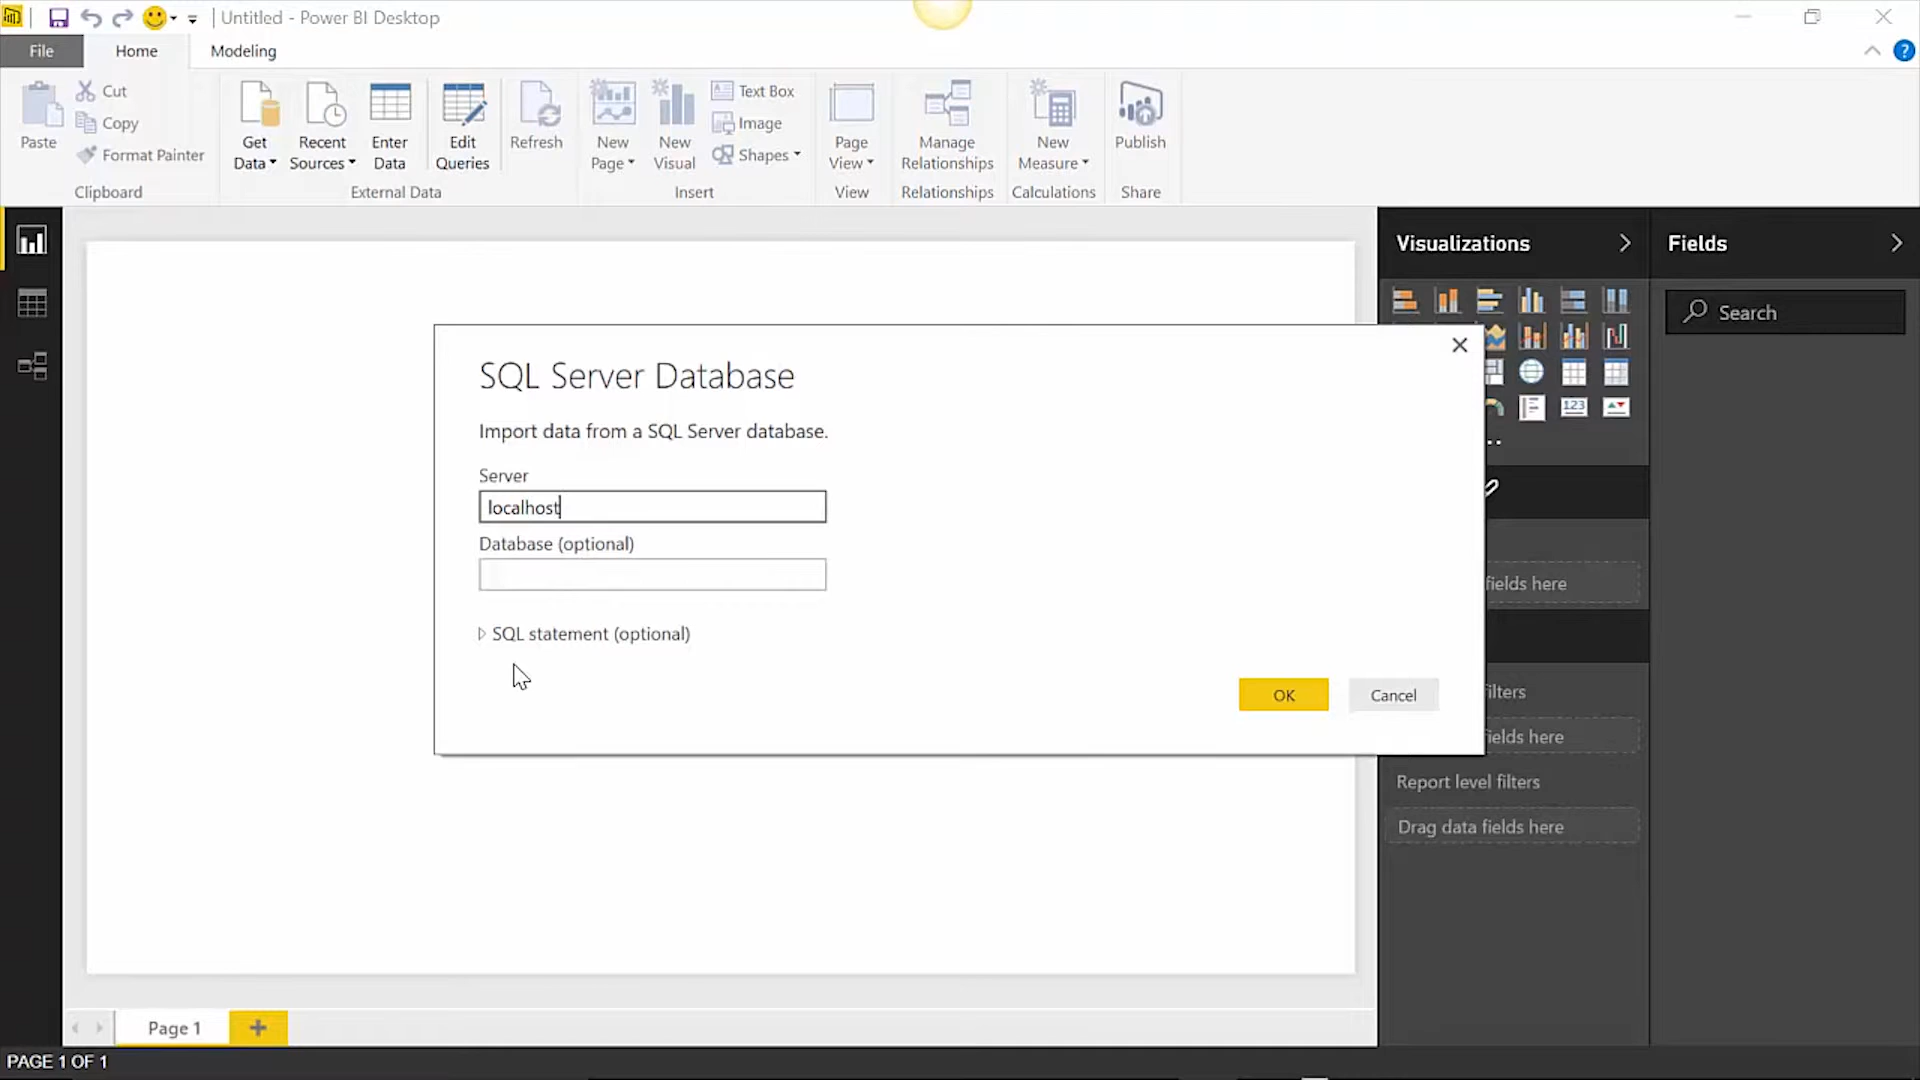 Untitled - Power BI Desktop
File
Home
Modeling
Paste
Cut
Copy
Format Painter
Clipboard
Get Data
Recent Sources
Enter Data
Edit Queries
External Data
Refresh
New Page
New Visual
Text Box
Image
Shapes
Insert
Page View
View
Manage Relationships
Relationships
New Measure
Calculations
Publish
Share
?
Visualizations
Fields
Search
123
SQL Server Database
Import data from a SQL Server database.
Server
localhost
Database (optional)
SQL statement (optional)
OK
Cancel
fields here
filters
fields here
Report level filters
Drag data fields here
Page 1
PAGE 1 OF 1